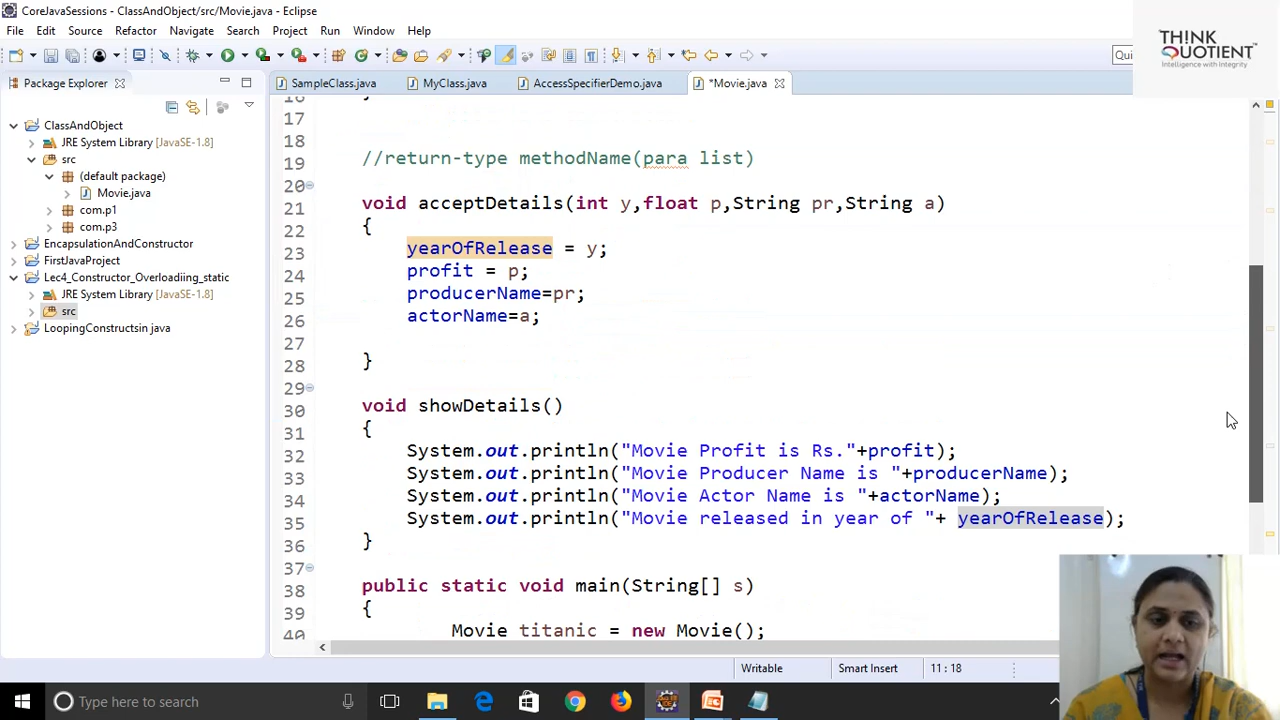 CoreJavaSessions - ClassAndObject/src/Movie.java - Eclipse
File Edit Source Refactor Navigate Search Project Run Window Help
THINK
QUOTIENT
Intelligence with Integrity
Qui
Package Explorer
SampleClass.java MyClass.java AccessSpecifierDemo.java *Movie.java
ClassAndObject
JRE System Library [JavaSE-1.8]
src
(default package)
Movie.java
com.p1
com.p3
EncapsulationAndConstructor
FirstJavaProject
Lec4_Constructor_Overloadiing_static
JRE System Library [JavaSE-1.8]
src
LoopingConstructsin java
16 }
17
18
19 //return-type methodName(para list)
20
21 void acceptDetails(int y,float p,String pr,String a)
22 {
23 yearOfRelease = y;
24 profit = p;
25 producerName=pr;
26 actorName=a;
27
28 }
29
30 void showDetails()
31 {
32 System.out.println("Movie Profit is Rs."+profit);
33 System.out.println("Movie Producer Name is "+producerName);
34 System.out.println("Movie Actor Name is "+actorName);
35 System.out.println("Movie released in year of "+ yearOfRelease);
36 }
37
38 public static void main(String[] s)
39 {
40 Movie titanic = new Movie();
Writable Smart Insert 11 : 18
Type here to search